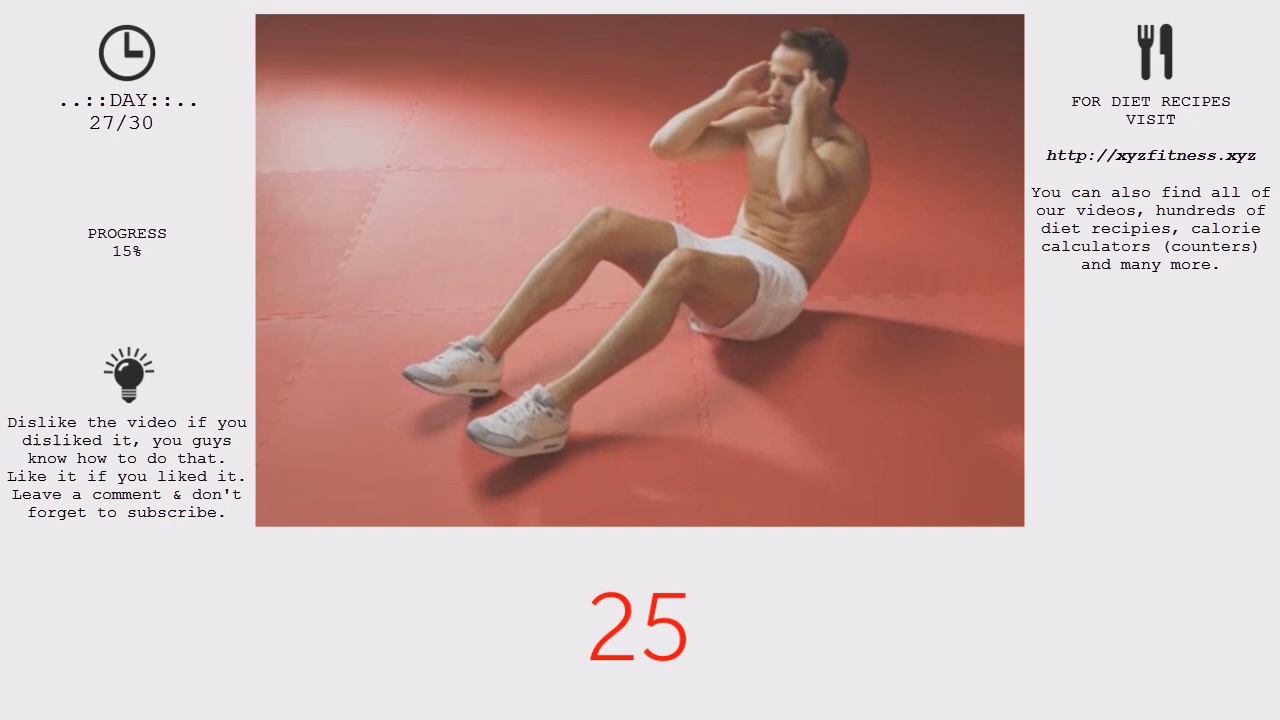 ..::DAY::..
27/30
PROGRESS
15%
Dislike the video if you
disliked it, you guys
know how to do that.
Like it if you liked it.
Leave a comment & don't
forget to subscribe.
25
FOR DIET RECIPES
VISIT
http://xyzfitness.xyz
You can also find all of
our videos, hundreds of
diet recipies, calorie
calculators (counters)
and many more.